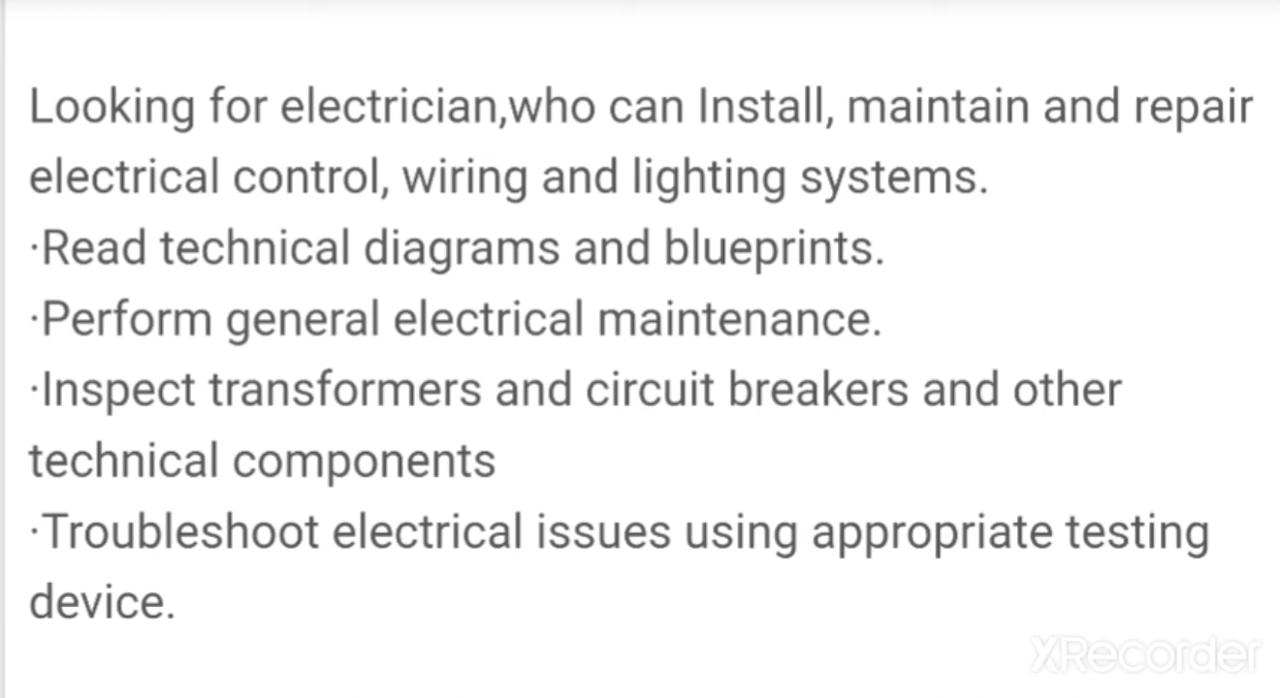 Looking for electrician,who can Install, maintain and repair
electrical control, wiring and lighting systems.
·Read technical diagrams and blueprints.
·Perform general electrical maintenance.
·Inspect transformers and circuit breakers and other
technical components
·Troubleshoot electrical issues using appropriate testing
device.
XRecorder